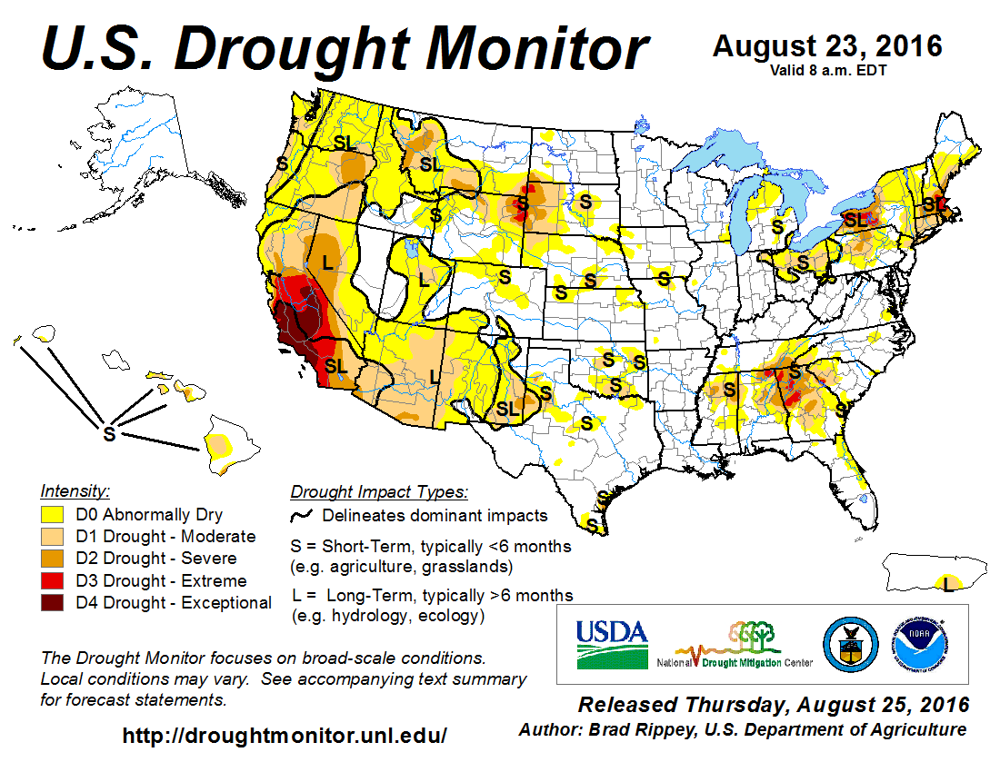 U.S. Drought Monitor
August 23, 2016
Valid 8 a.m. EDT
SL
S
SL
S
S
S
SL
SL
S
S
L
L
S
S
S
S
SL
L
S
S
S
S
S
SL
S
S
S
S
S
S
L
Intensity:
D0 Abnormally Dry
D1 Drought - Moderate
D2 Drought - Severe
D3 Drought - Extreme
D4 Drought - Exceptional
Drought Impact Types:
Delineates dominant impacts
S = Short-Term, typically <6 months
(e.g. agriculture, grasslands)
L = Long-Term, typically >6 months
(e.g. hydrology, ecology)
The Drought Monitor focuses on broad-scale conditions.
Local conditions may vary. See accompanying text summary
for forecast statements.
http://droughtmonitor.unl.edu/
USDA
National Drought Mitigation Center
NOAA
Released Thursday, August 25, 2016
Author: Brad Rippey, U.S. Department of Agriculture